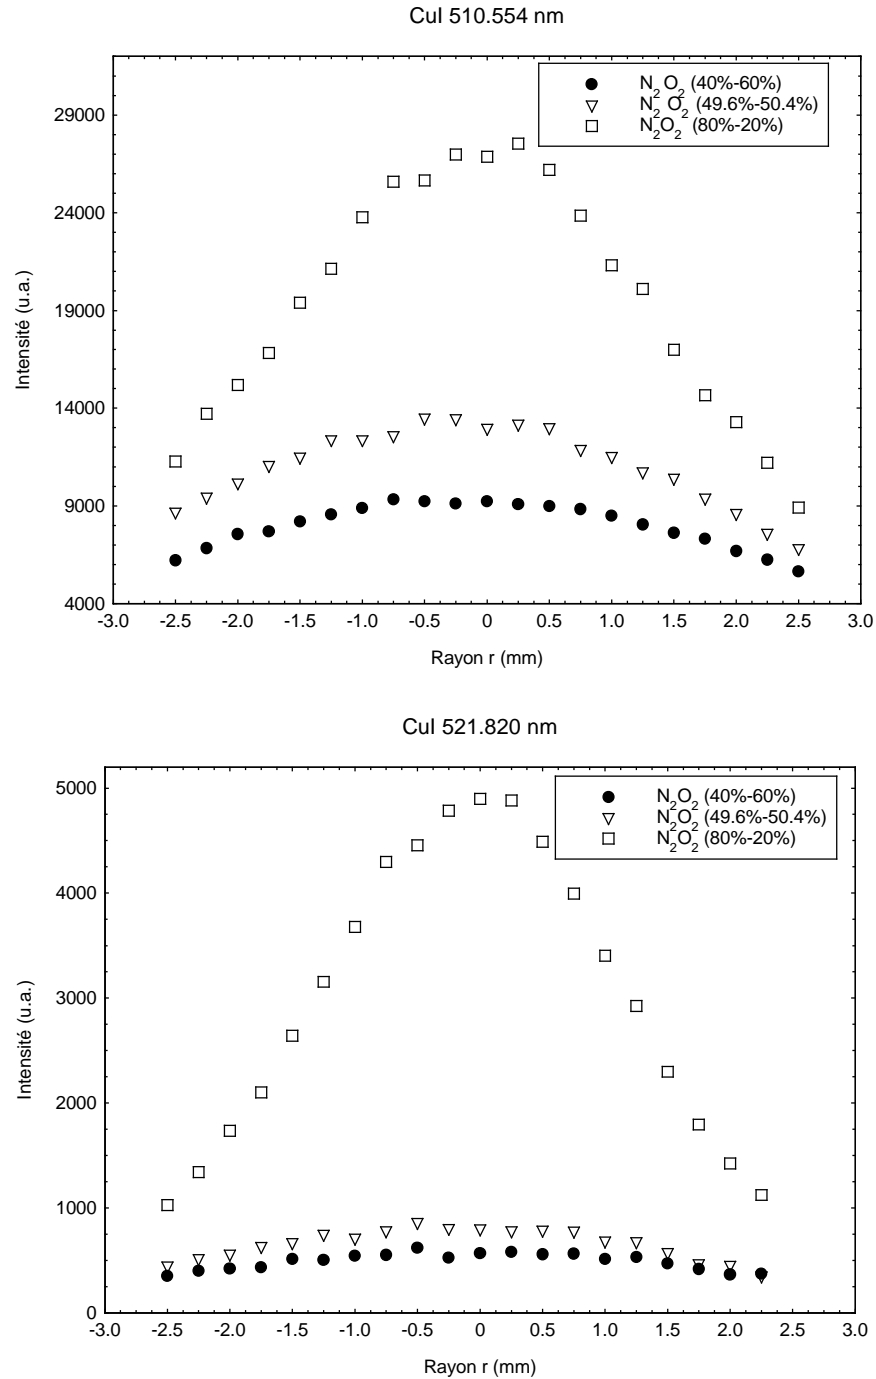 CuI 510.554 nm
N2 O2 (40%-60%)
N2 O2 (49.6%-50.4%)
N2O2 (80%-20%)
29000
24000
19000
14000
9000
4000
Intensité (u.a.)
-3.0 -2.5 -2.0 -1.5 -1.0 -0.5 0 0.5 1.0 1.5 2.0 2.5 3.0
Rayon r (mm)
CuI 521.820 nm
N2O2 (40%-60%)
N2O2 (49.6%-50.4%)
N2O2 (80%-20%)
5000
4000
3000
2000
1000
0
Intensité (u.a.)
-3.0 -2.5 -2.0 -1.5 -1.0 -0.5 0 0.5 1.0 1.5 2.0 2.5 3.0
Rayon r (mm)